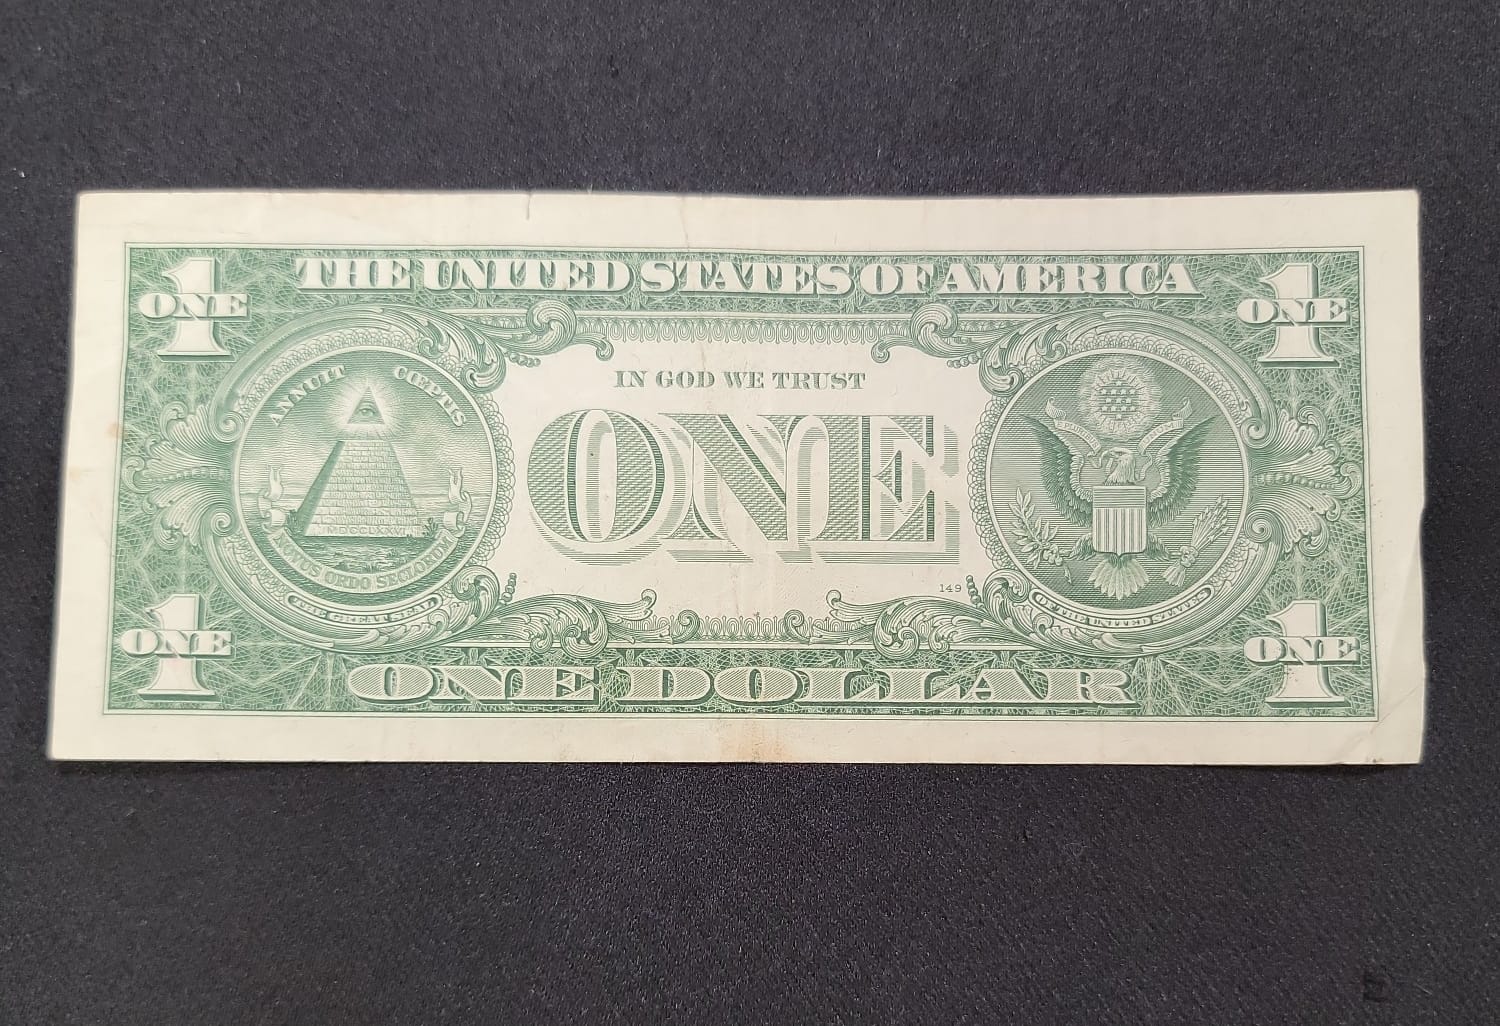 THE UNITED STATES OF AMERICA
1
ONE
1
ONE
ANNUIT CŒPTIS
IN GOD WE TRUST
ONE
MDCCLXXVI
NOVUS ORDO SECLORUM
THE GREAT SEAL
149
OF THE UNITED STATES
1
ONE
1
ONE
ONE DOLLAR